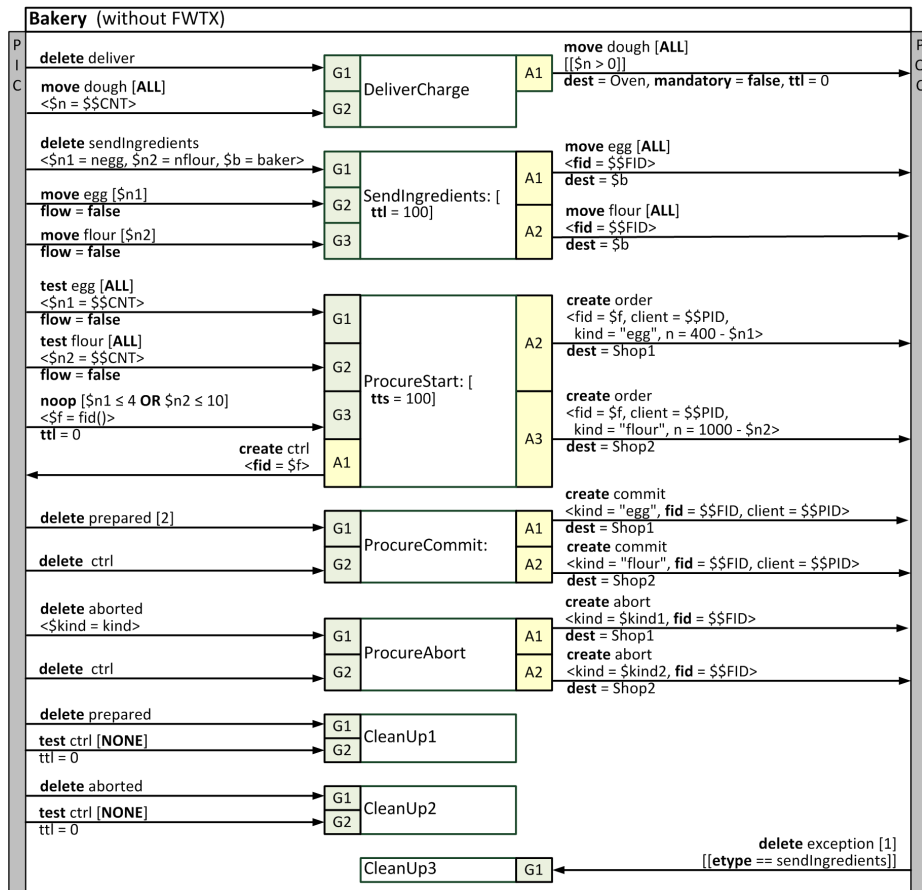 Bakery (without FWTX)
P
I
C
P
O
C
delete deliver
G1
move dough [ALL]
<$n = $$CNT>
G2
DeliverCharge
A1
move dough [ALL]
[[$n > 0]]
dest = Oven, mandatory = false, ttl = 0
delete sendIngredients
<$n1 = negg, $n2 = nflour, $b = baker>
G1
move egg [$n1]
flow = false
G2
move flour [$n2]
flow = false
G3
SendIngredients: [
ttl = 100]
A1
move egg [ALL]
<fid = $$FID>
dest = $b
A2
move flour [ALL]
<fid = $$FID>
dest = $b
test egg [ALL]
<$n1 = $$CNT>
flow = false
G1
test flour [ALL]
<$n2 = $$CNT>
flow = false
G2
noop [$n1 ≤ 4 OR $n2 ≤ 10]
<$f = fid()>
ttl = 0
G3
create ctrl
<fid = $f>
A1
ProcureStart: [
tts = 100]
A2
create order
<fid = $f, client = $$PID,
kind = "egg", n = 400 - $n1>
dest = Shop1
A3
create order
<fid = $f, client = $$PID,
kind = "flour", n = 1000 - $n2>
dest = Shop2
delete prepared [2]
G1
delete ctrl
G2
ProcureCommit:
A1
create commit
<kind = "egg", fid = $$FID, client = $$PID>
dest = Shop1
A2
create commit
<kind = "flour", fid = $$FID, client = $$PID>
dest = Shop2
delete aborted
<$kind = kind>
G1
delete ctrl
G2
ProcureAbort
A1
create abort
<kind = $kind1, fid = $$FID>
dest = Shop1
A2
create abort
<kind = $kind2, fid = $$FID>
dest = Shop2
delete prepared
G1
test ctrl [NONE]
ttl = 0
G2
CleanUp1
delete aborted
G1
test ctrl [NONE]
ttl = 0
G2
CleanUp2
CleanUp3
G1
delete exception [1]
[[etype == sendIngredients]]